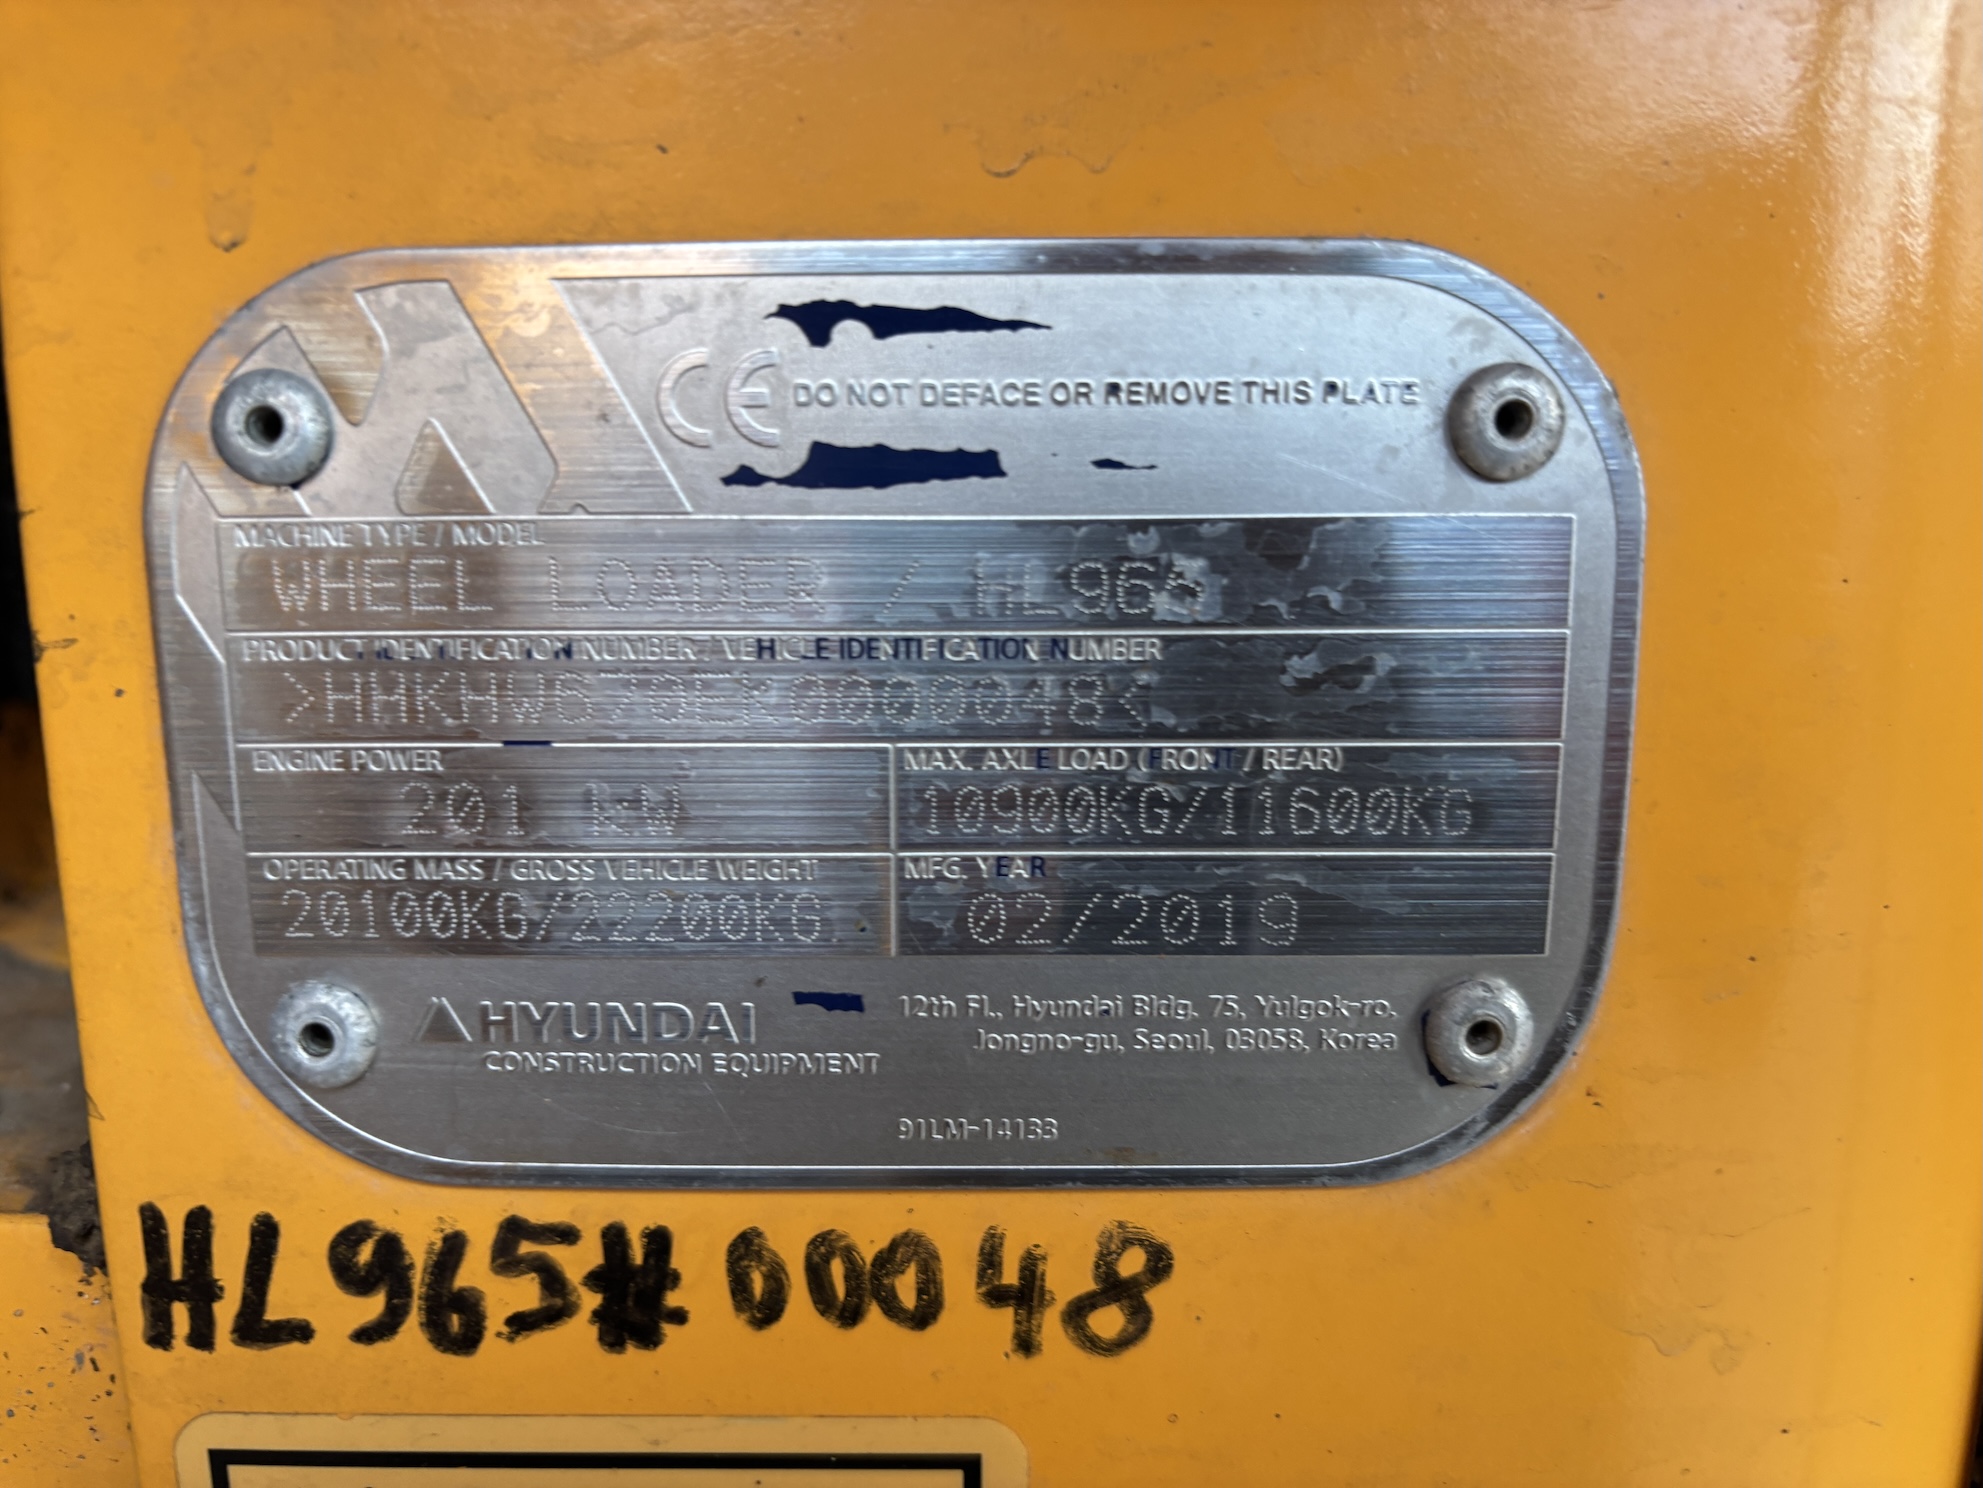 CE DO NOT DEFACE OR REMOVE THIS PLATE
MACHINE TYPE / MODEL
WHEEL LOADER / HL965
PRODUCT IDENTIFICATION NUMBER / VEHICLE IDENTIFICATION NUMBER
>HHKHW670EK0000048<
ENGINE POWER
201 kW
MAX. AXLE LOAD (FRONT / REAR)
10900KG/11600KG
OPERATING MASS / GROSS VEHICLE WEIGHT
20100KG/22200KG
MFG. YEAR
02/2019
HYUNDAI
CONSTRUCTION EQUIPMENT
12th Fl., Hyundai Bldg. 75, Yulgok-ro,
Jongno-gu, Seoul, 03058, Korea
91LM-14133
HL965# 00048